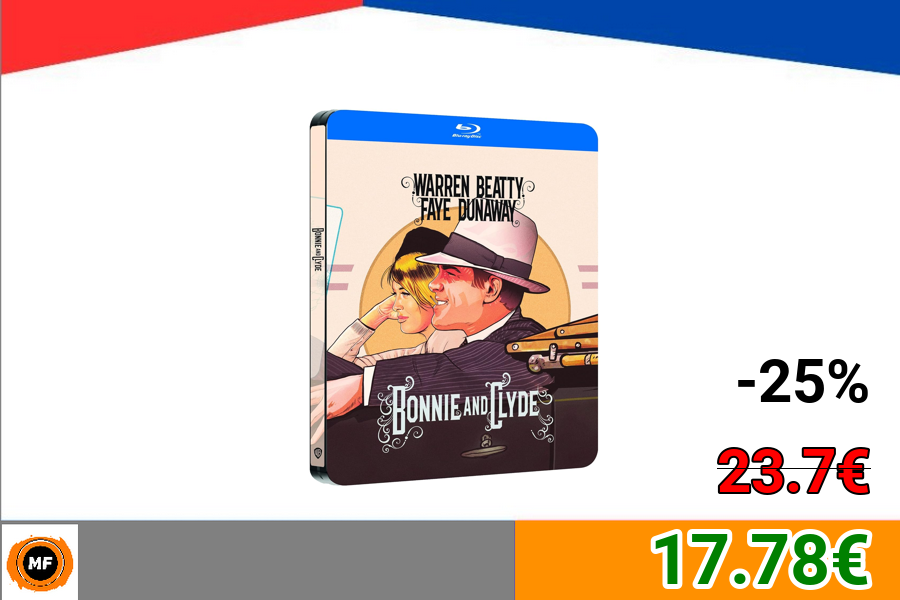 Blu-ray Disc
WARREN BEATTY
FAYE DUNAWAY
BONNIE AND CLYDE
BONNIE AND CLYDE
-25%
23.7€
17.78€
MF